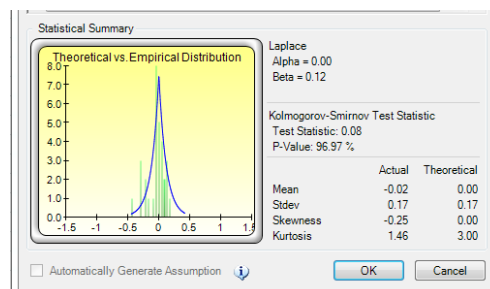 Statistical Summary
Theoretical vs. Empirical Distribution
8.0
7.0
6.0
5.0
4.0
3.0
2.0
1.0
0.0
-1.5 -1 -0.5 0 0.5 1 1.5
Laplace
Alpha = 0.00
Beta = 0.12
Kolmogorov-Smirnov Test Statistic
Test Statistic: 0.08
P-Value: 96.97 %
Actual Theoretical
Mean -0.02 0.00
Stdev 0.17 0.17
Skewness -0.25 0.00
Kurtosis 1.46 3.00
Automatically Generate Assumption
OK Cancel